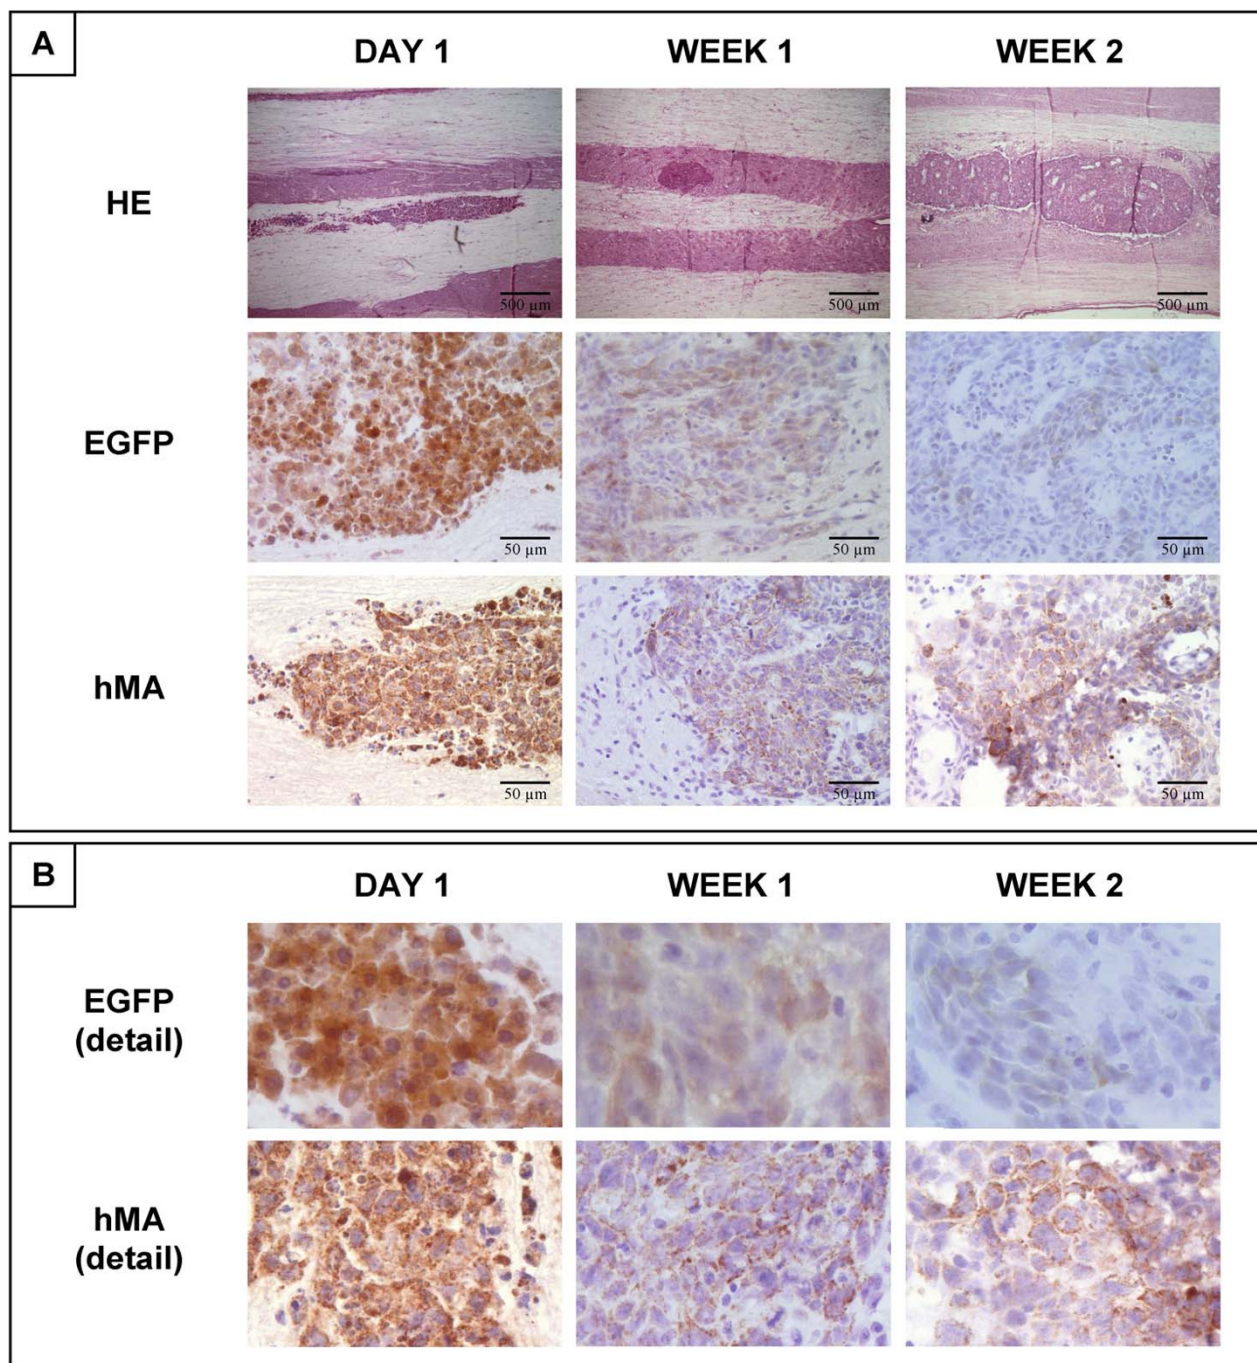 A
DAY 1 WEEK 1 WEEK 2
HE
500 µm 500 µm 500 µm
EGFP
50 µm 50 µm 50 µm
hMA
50 µm 50 µm 50 µm
B
DAY 1 WEEK 1 WEEK 2
EGFP
(detail)
hMA
(detail)